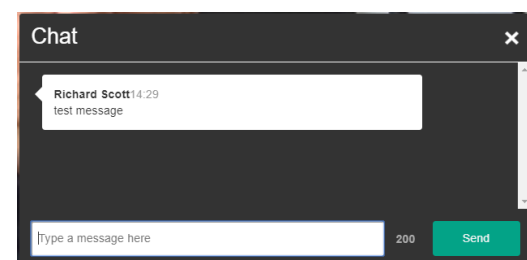 Chat
Richard Scott14:29
test message
Type a message here
200
Send